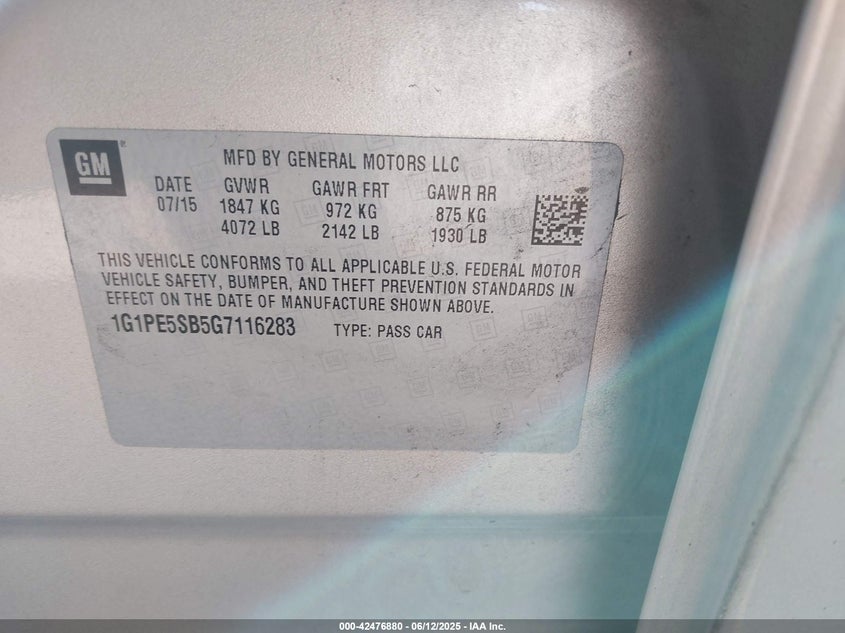 GM
MFD BY GENERAL MOTORS LLC
DATE GVWR GAWR FRT GAWR RR
07/15 1847 KG 972 KG 875 KG
4072 LB 2142 LB 1930 LB
THIS VEHICLE CONFORMS TO ALL APPLICABLE U.S. FEDERAL MOTOR
VEHICLE SAFETY, BUMPER, AND THEFT PREVENTION STANDARDS IN
EFFECT ON THE DATE OF MANUFACTURE SHOWN ABOVE.
1G1PE5SB5G7116283 TYPE: PASS CAR
000-42476880 - 06/12/2025 - IAA Inc.